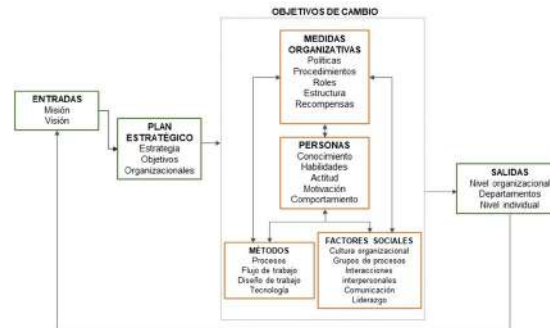 OBJETIVOS DE CAMBIO
MEDIDAS
ORGANIZATIVAS
Políticas
Procedimientos
Roles
Estructura
Recompensas
ENTRADAS
Misión
Visión
PLAN
ESTRATÉGICO
Estrategia
Objetivos
Organizacionales
PERSONAS
Conocimiento
Habilidades
Actitud
Motivación
Comportamiento
SALIDAS
Nivel organizacional
Departamentos
Nivel individual
MÉTODOS
Procesos
Flujo de trabajo
Diseño de trabajo
Tecnología
FACTORES SOCIALES
Cultura organizacional
Grupos de procesos
Interacciones
interpersonales
Comunicación
Liderazgo